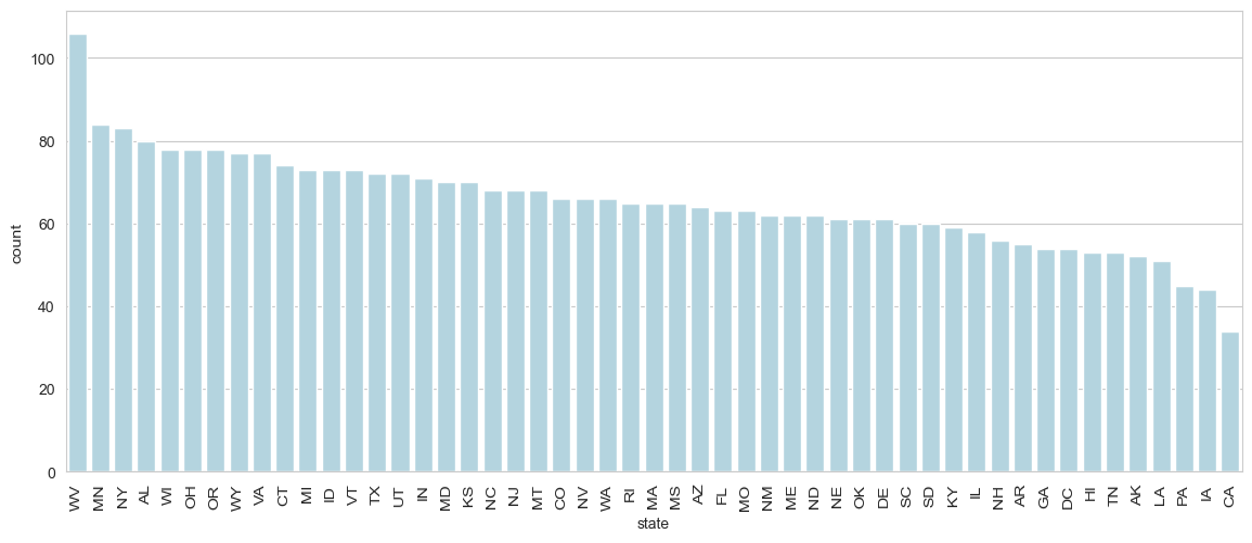 100
80
60
40
20
0
count
WV MN NY AL WI OH OR WY VA CT MI ID VT TX UT IN MD KS NC NJ MT CO NV WA RI MA MS AZ FL MO NM ME ND NE OK DE SC SD KY IL NH AR GA DC HI TN AK LA PA IA CA
state